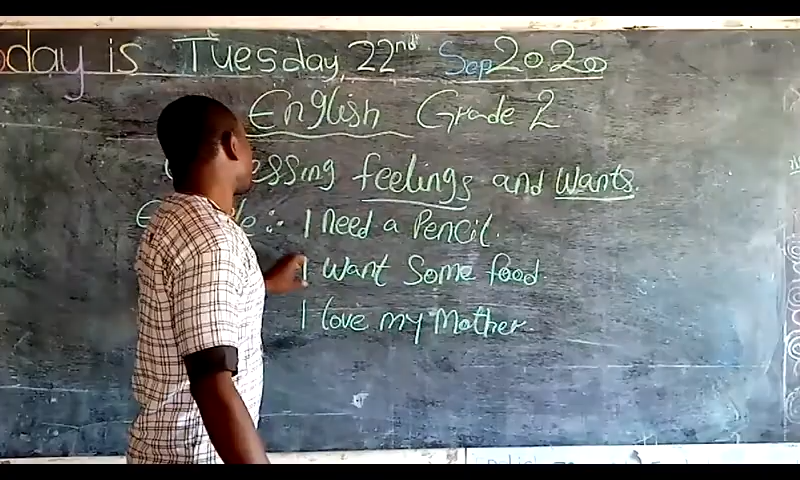 oday is Tuesday, 22nd Sep 2020
English Grade 2
essing feelings and Wants.
I Need a Pencil.
I Want Some food.
I love my Mother.